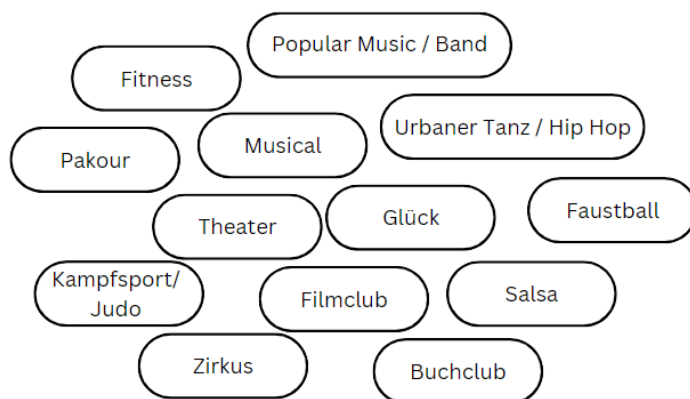 Popular Music / Band
Fitness
Urbaner Tanz / Hip Hop
Musical
Pakour
Glück
Faustball
Theater
Kampfsport/
Judo
Filmclub
Salsa
Zirkus
Buchclub